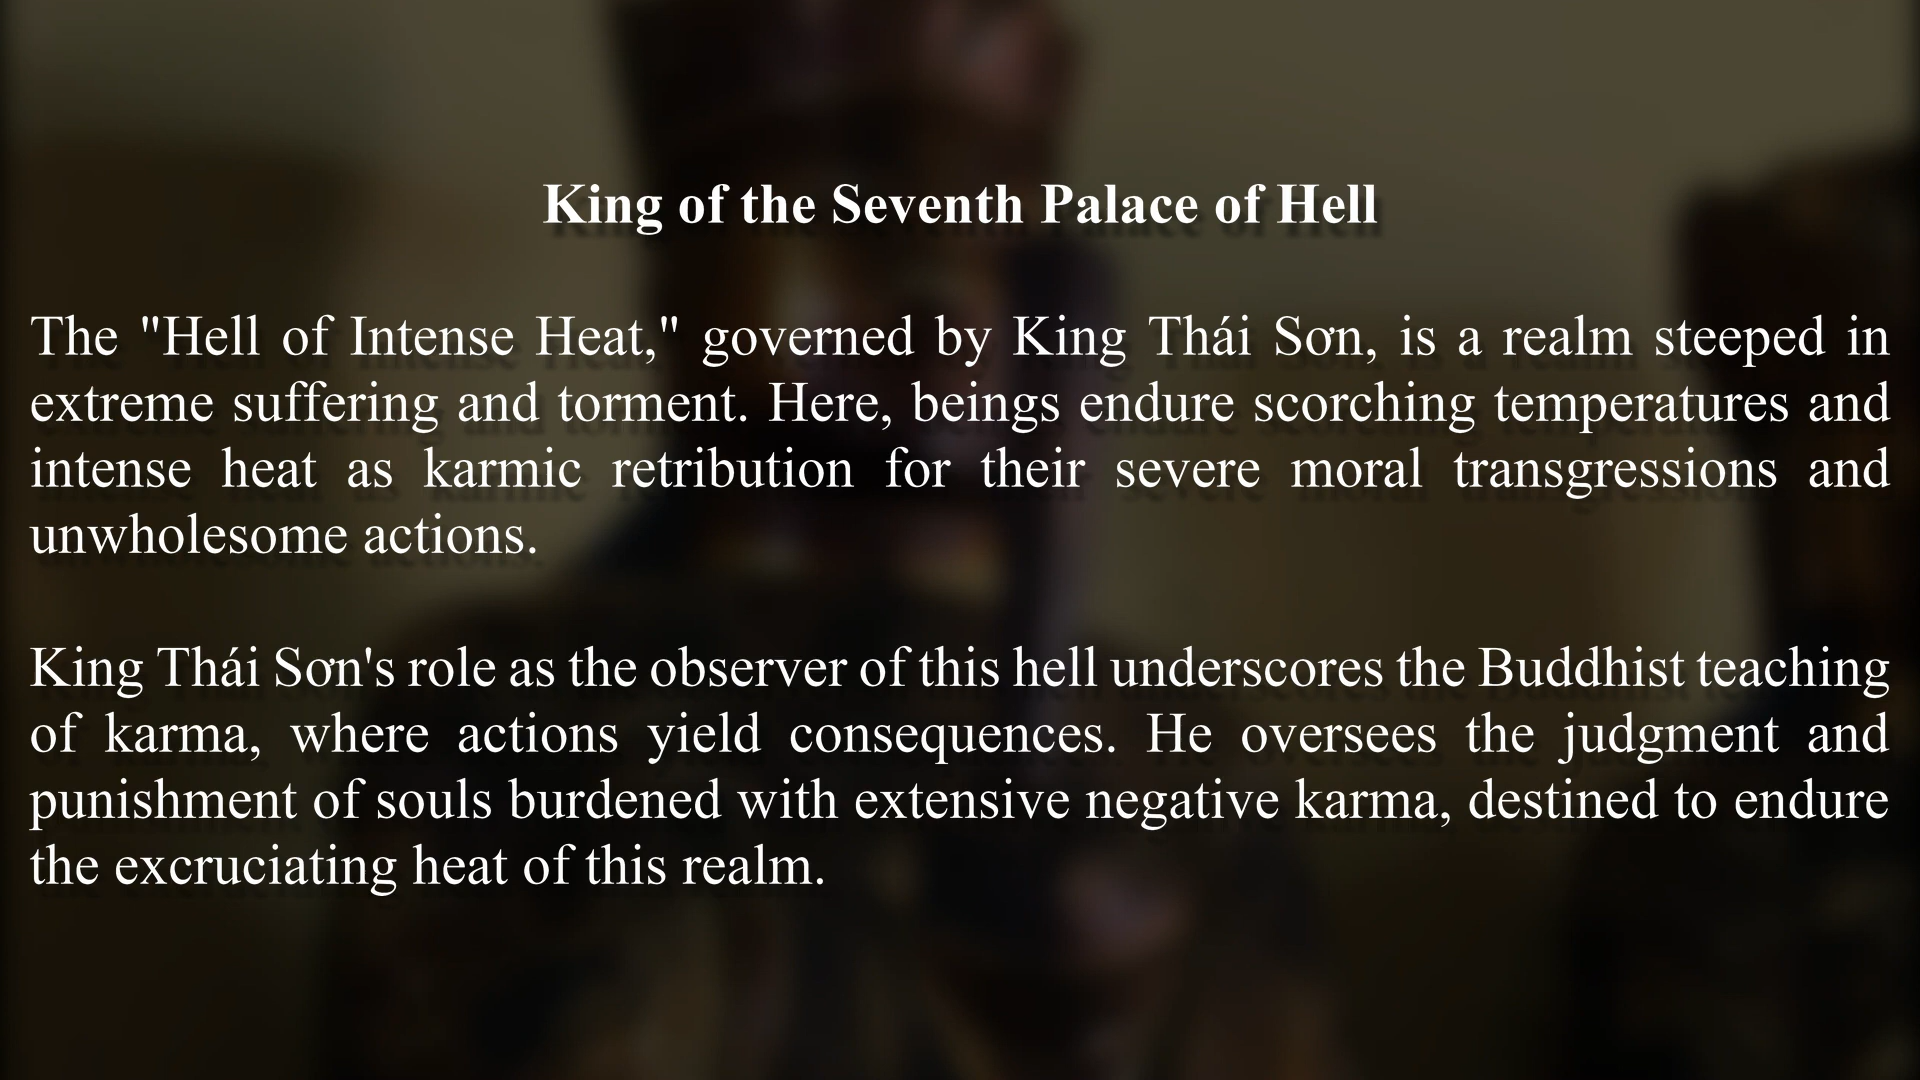 King of the Seventh Palace of Hell
The "Hell of Intense Heat," governed by King Thái Sơn, is a realm steeped in
extreme suffering and torment. Here, beings endure scorching temperatures and
intense heat as karmic retribution for their severe moral transgressions and
unwholesome actions.
King Thái Sơn's role as the observer of this hell underscores the Buddhist teaching
of karma, where actions yield consequences. He oversees the judgment and
punishment of souls burdened with extensive negative karma, destined to endure
the excruciating heat of this realm.